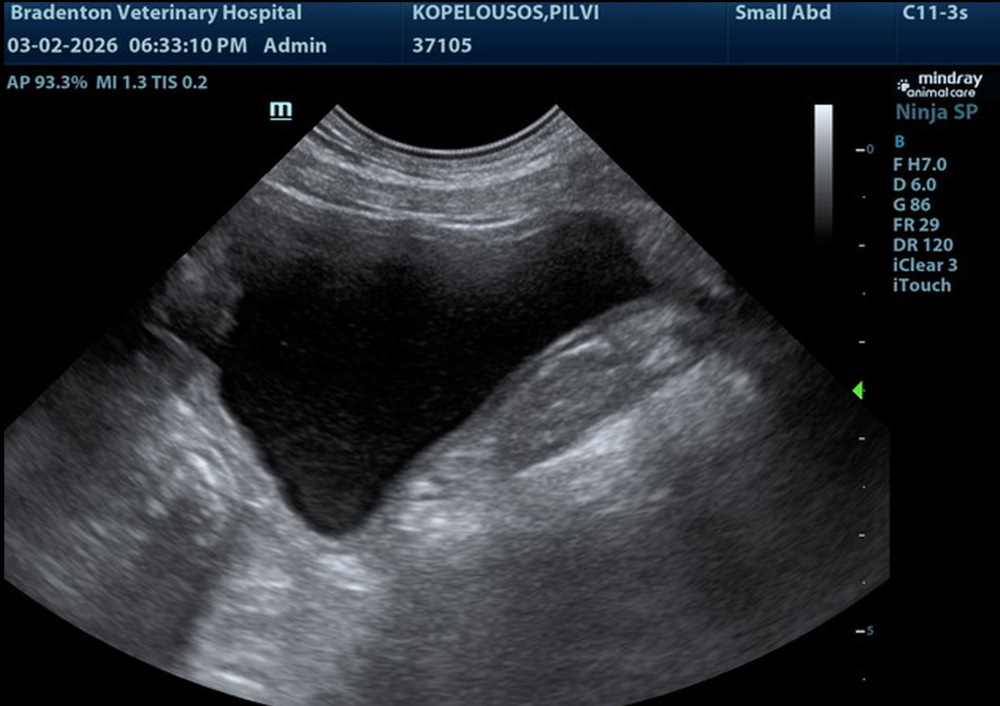 Bradenton Veterinary Hospital KOPELOUSOS,PILVI Small Abd C11-3s
03-02-2026 06:33:10 PM Admin 37105
AP 93.3% MI 1.3 TIS 0.2
mindray
animal care
m
Ninja SP
B
0
F H7.0
D 6.0
G 86
FR 29
DR 120
iClear 3
iTouch
5